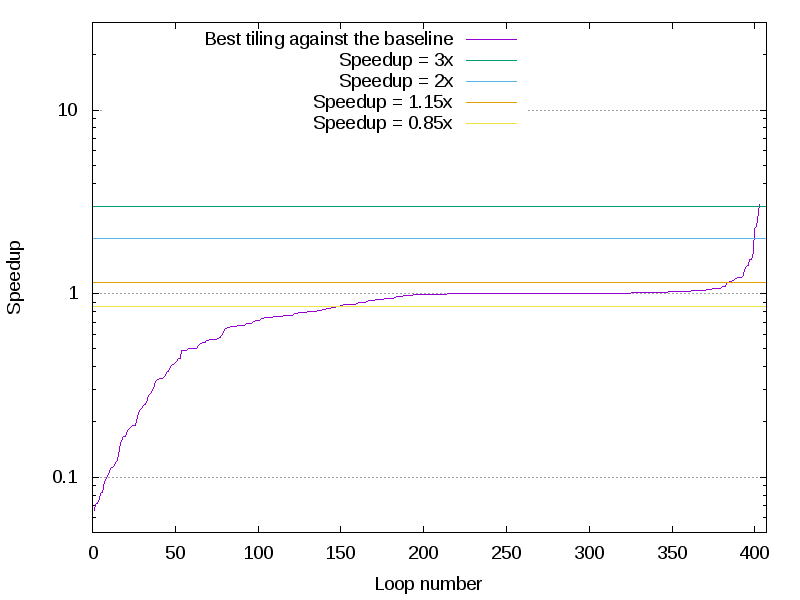 Best tiling against the baseline
Speedup = 3x
Speedup = 2x
Speedup = 1.15x
Speedup = 0.85x
10
1
0.1
Speedup
0 50 100 150 200 250 300 350 400
Loop number